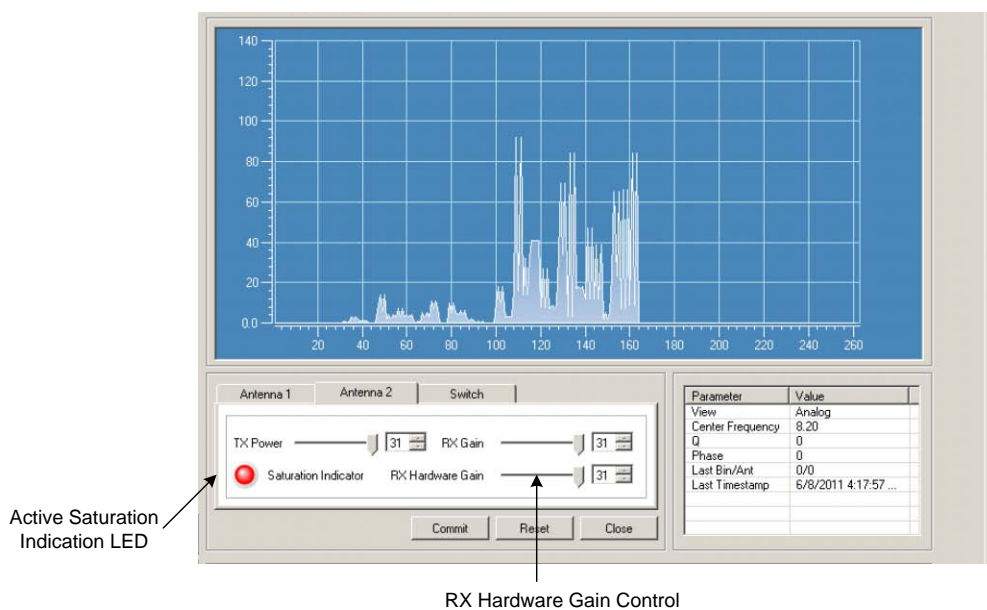 140
120
100
80
60
40
20
0.0
20 40 60 80 100 120 140 160 180 200 220 240 260
Antenna 1 Antenna 2 Switch
TX Power 31 RX Gain 31
Saturation Indicator RX Hardware Gain 31
Commit Reset Close
Parameter Value
View Analog
Center Frequency 8.20
Q 0
Phase 0
Last Bin/Ant 0/0
Last Timestamp 6/8/2011 4:17:57 ...
Active Saturation
Indication LED
RX Hardware Gain Control